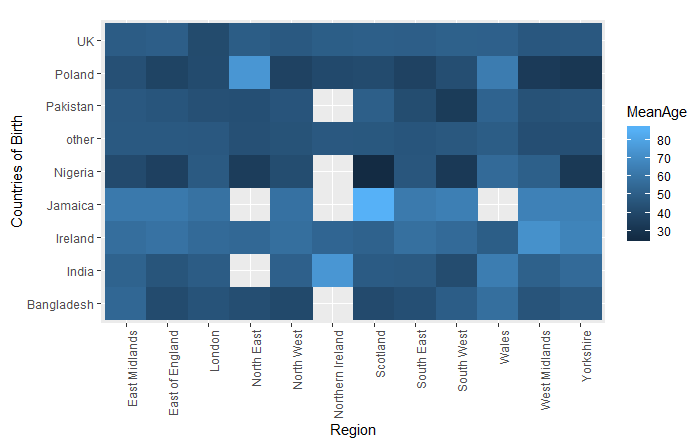 Countries of Birth
UK
Poland
Pakistan
other
Nigeria
Jamaica
Ireland
India
Bangladesh
East Midlands
East of England
London
North East
North West
Northern Ireland
Scotland
South East
South West
Wales
West Midlands
Yorkshire
Region
MeanAge
80
70
60
50
40
30